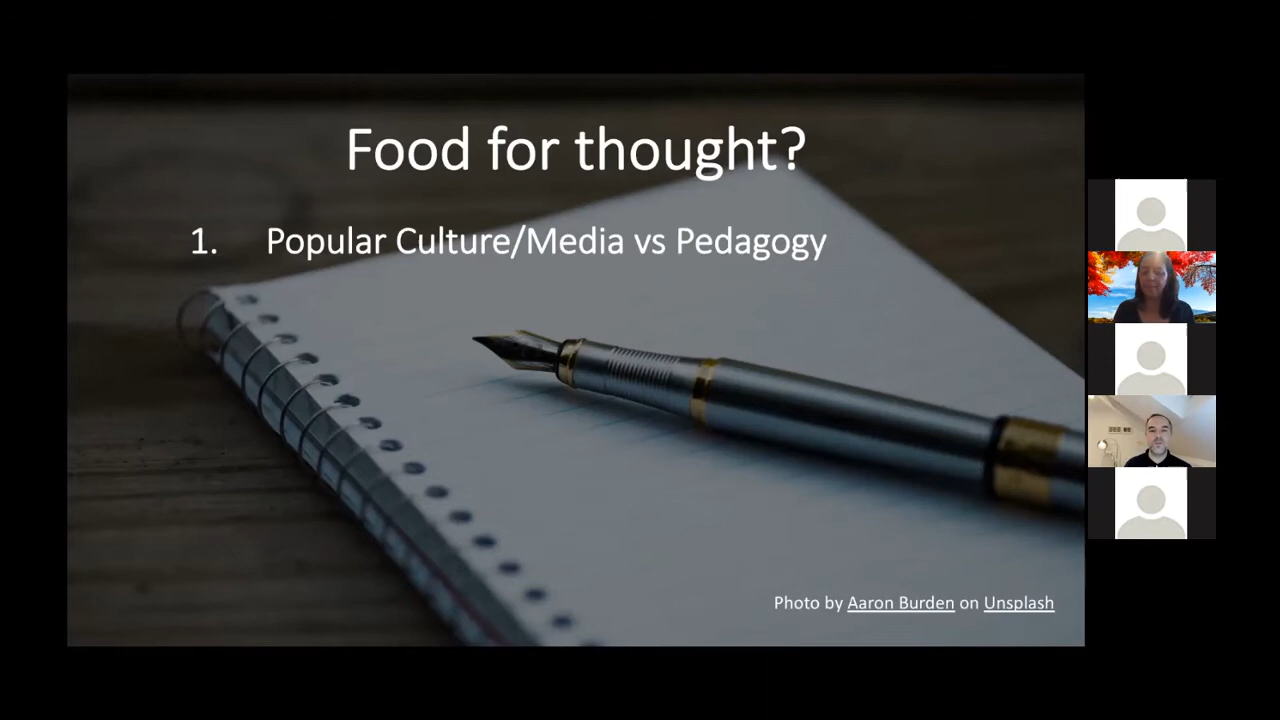 Food for thought?
1. Popular Culture/Media vs Pedagogy
Photo by Aaron Burden on Unsplash